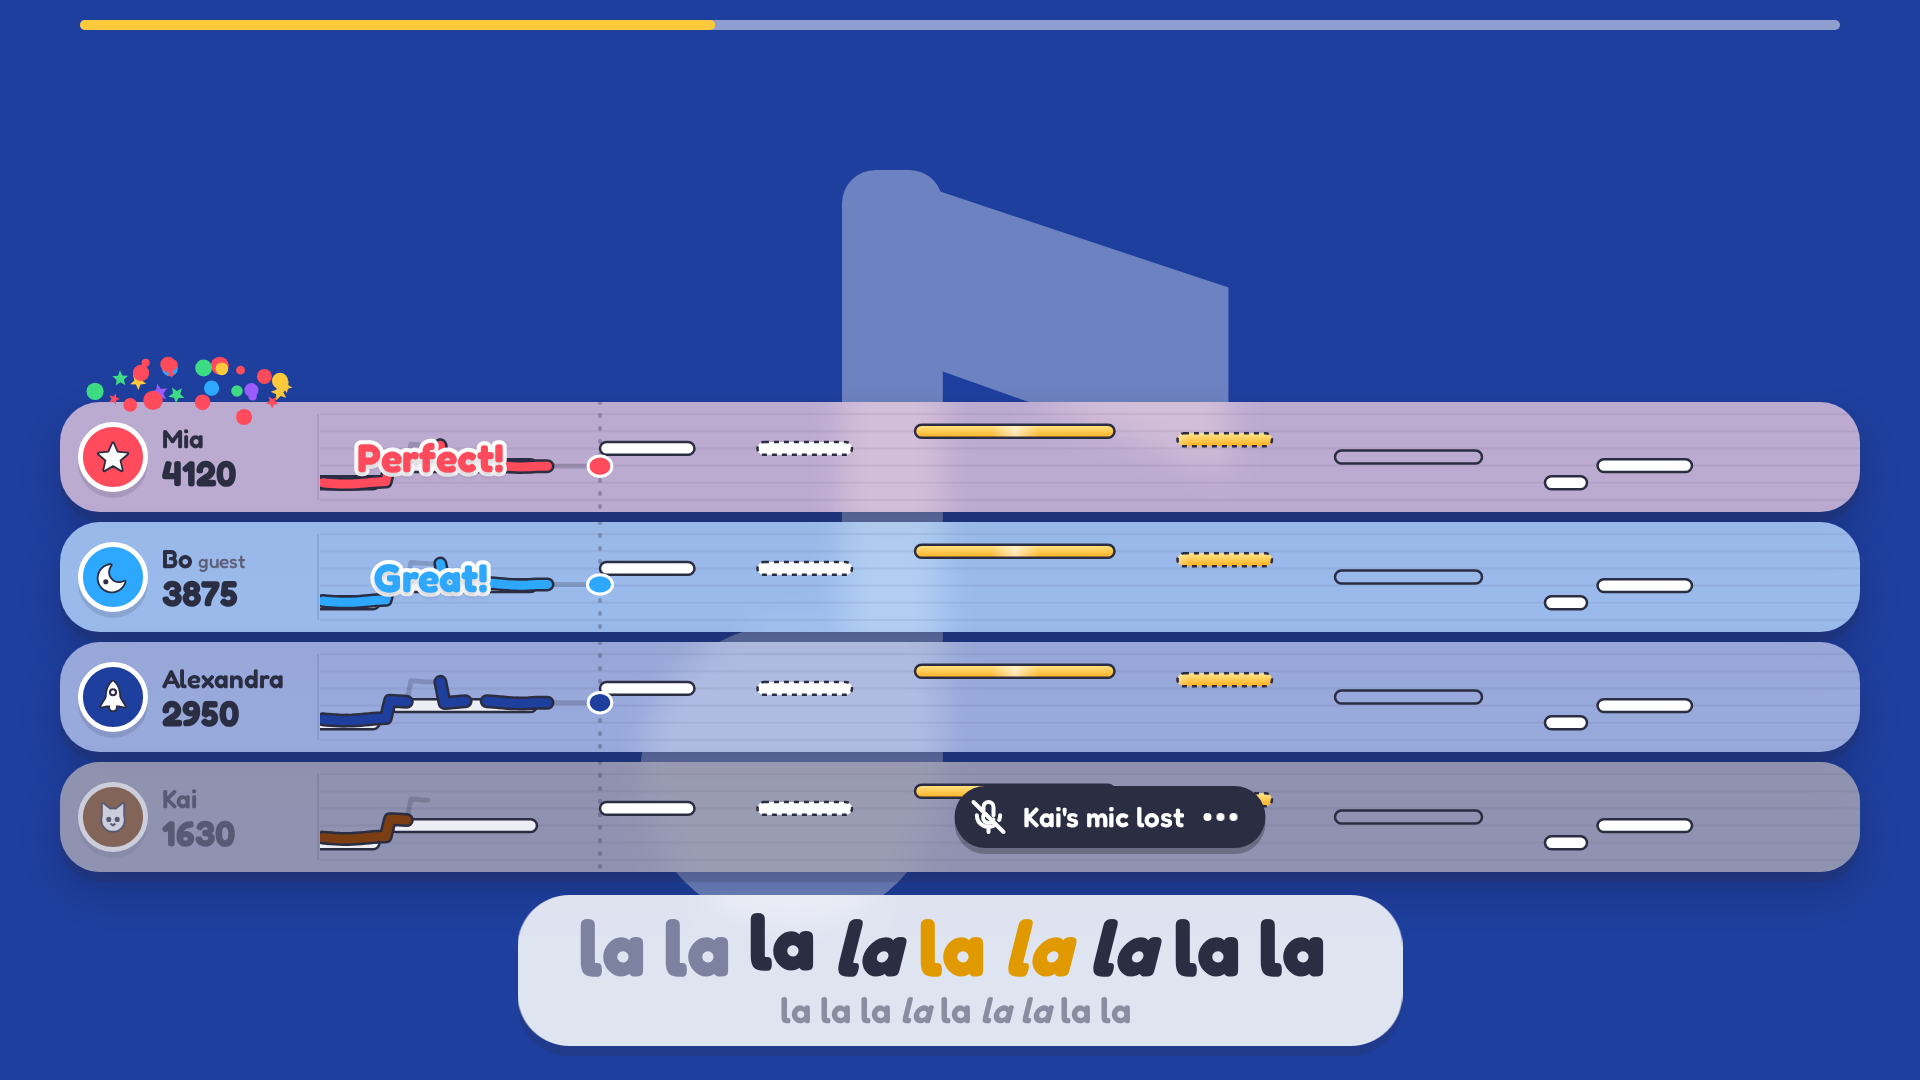 Mia
4120
Perfect!
Bo guest
3875
Great!
Alexandra
2950
Kai
1630
Kai's mic lost •••
la la la la la la la la la
la la la la la la la la la